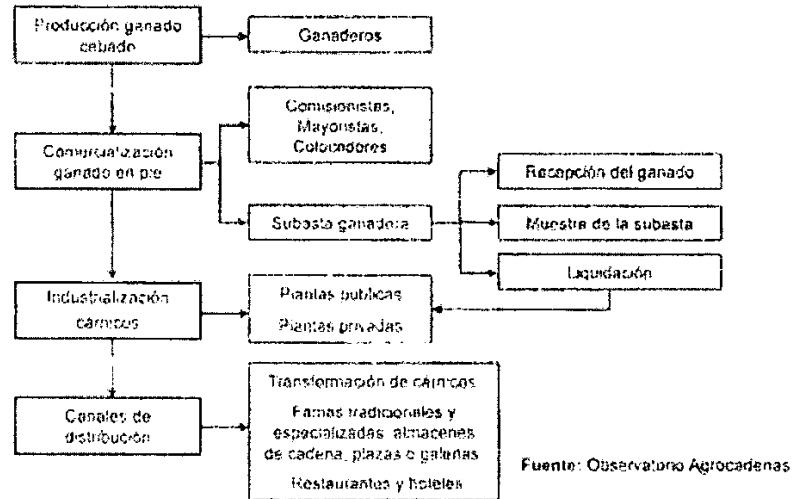 Producción ganado
cebado
Ganaderos
Comisionistas,
Mayoristas,
Colocadores
Comercialización
ganado en pie
Recepción del ganado
Subasta ganadera
Muestra de la subasta
Liquidación
Industrialización
cárnicos
Plantas publicas
Plantas privadas
Transformación de cárnicos
Famas tradicionales y
especializadas, almacenes
de cadena, plazas o galerias
Restaurantes y hoteles
Canales de
distribución
Fuente: Observatorio Agrocadenas